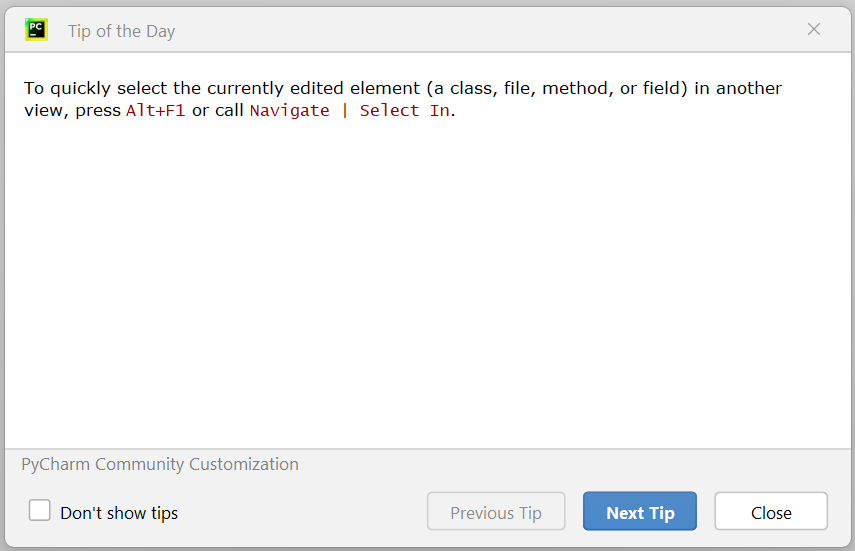 PC
Tip of the Day
To quickly select the currently edited element (a class, file, method, or field) in another
view, press Alt+F1 or call Navigate | Select In.
PyCharm Community Customization
Don't show tips
Previous Tip
Next Tip
Close